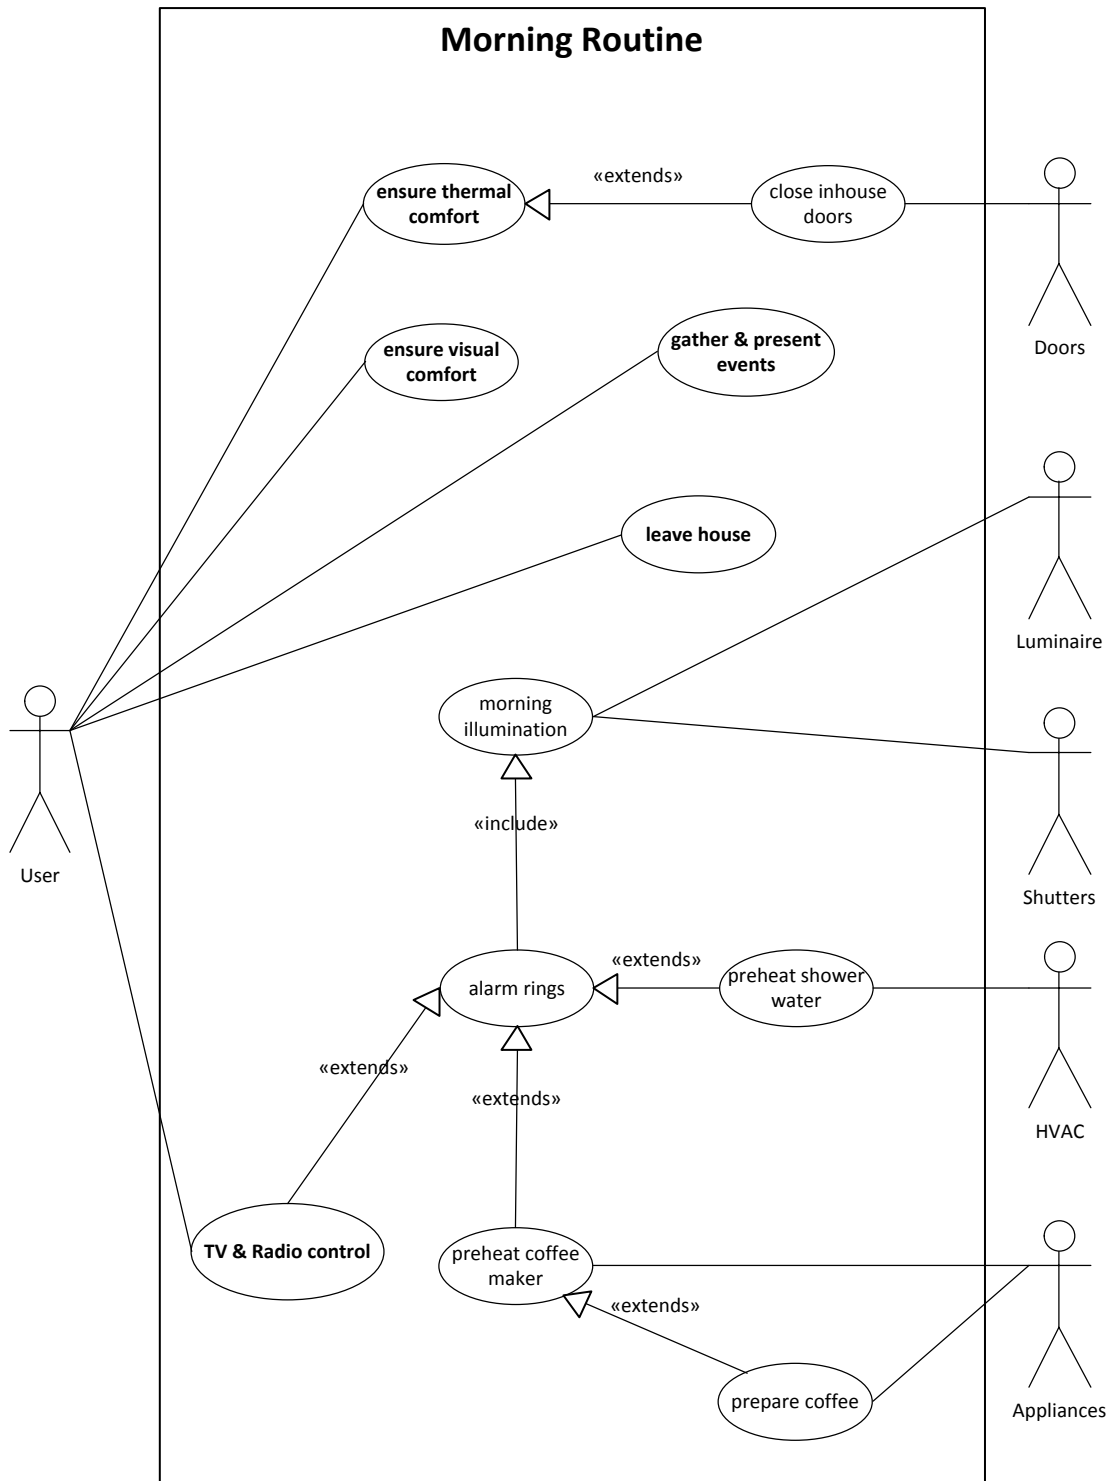 Morning Routine
ensure thermal
comfort
«extends»
close inhouse
doors
Doors
ensure visual
comfort
gather & present
events
leave house
Luminaire
morning
illumination
«include»
User
Shutters
alarm rings
«extends»
preheat shower
water
HVAC
«extends»
«extends»
TV & Radio control
preheat coffee
maker
«extends»
prepare coffee
Appliances